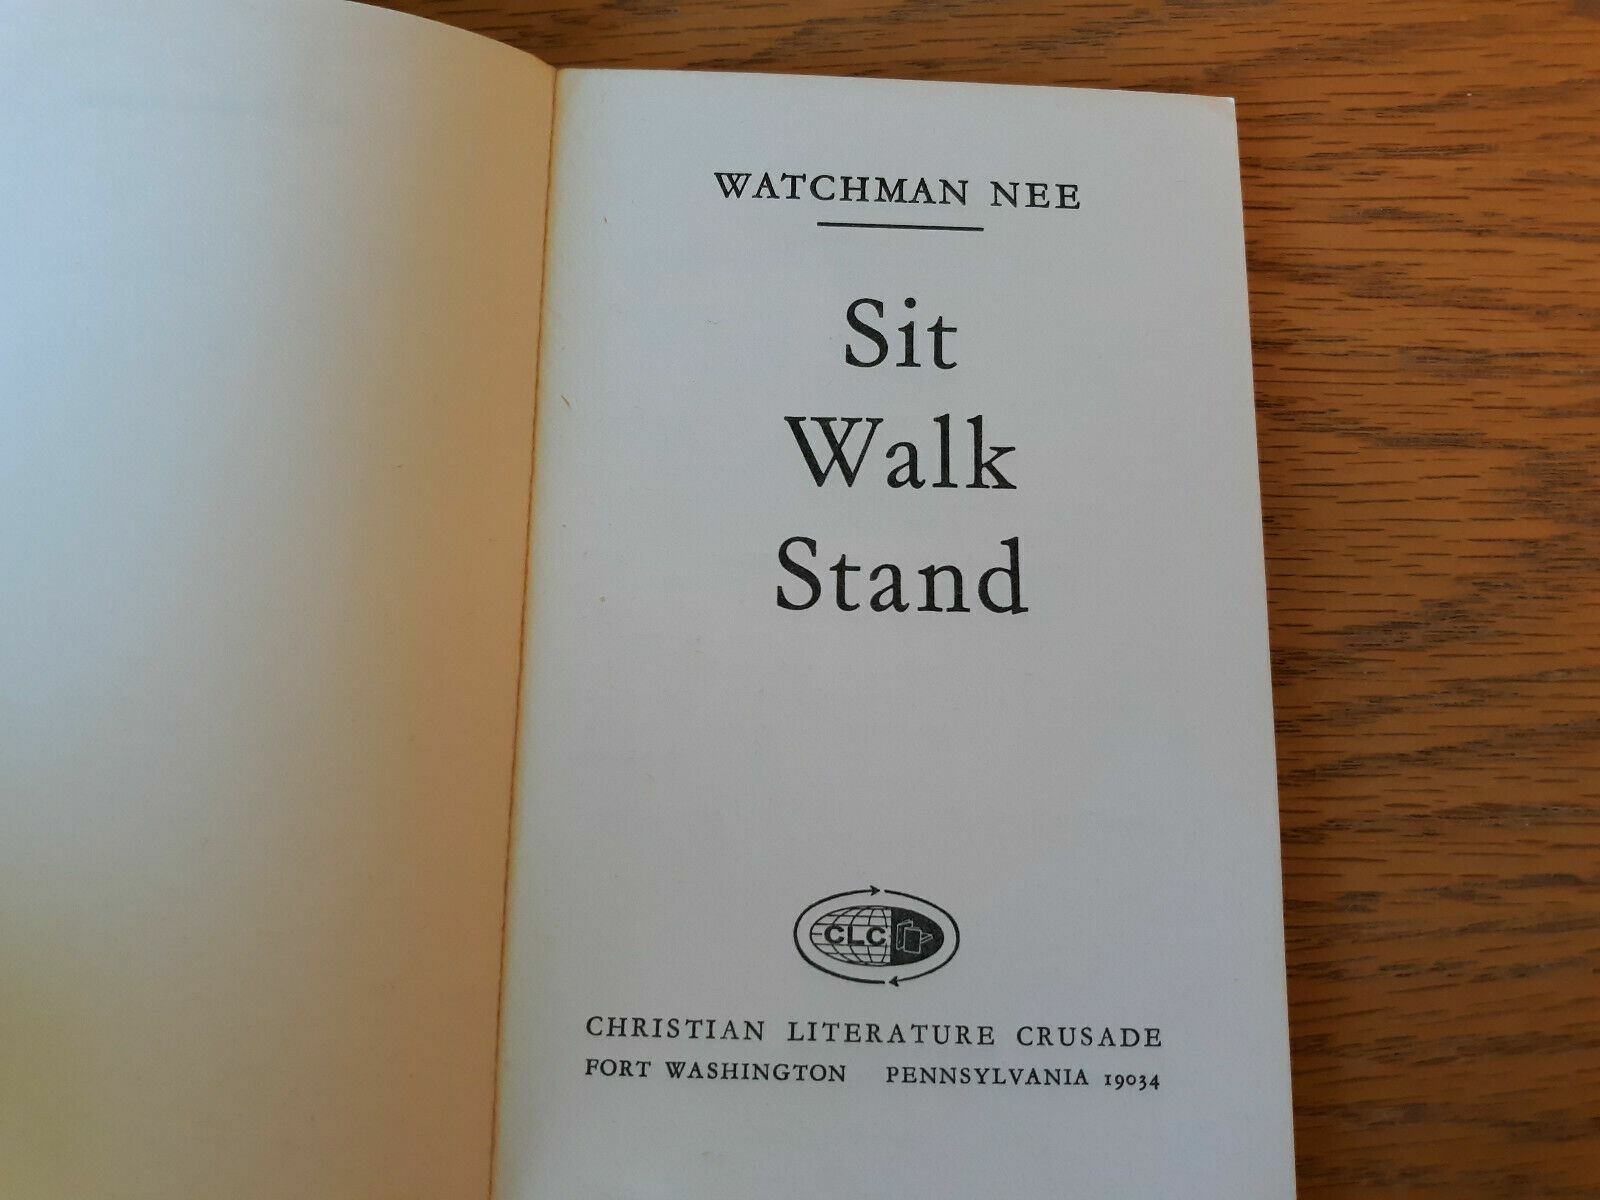 WATCHMAN NEE
Sit
Walk
Stand
CLC
CHRISTIAN LITERATURE CRUSADE
FORT WASHINGTON PENNSYLVANIA 19034